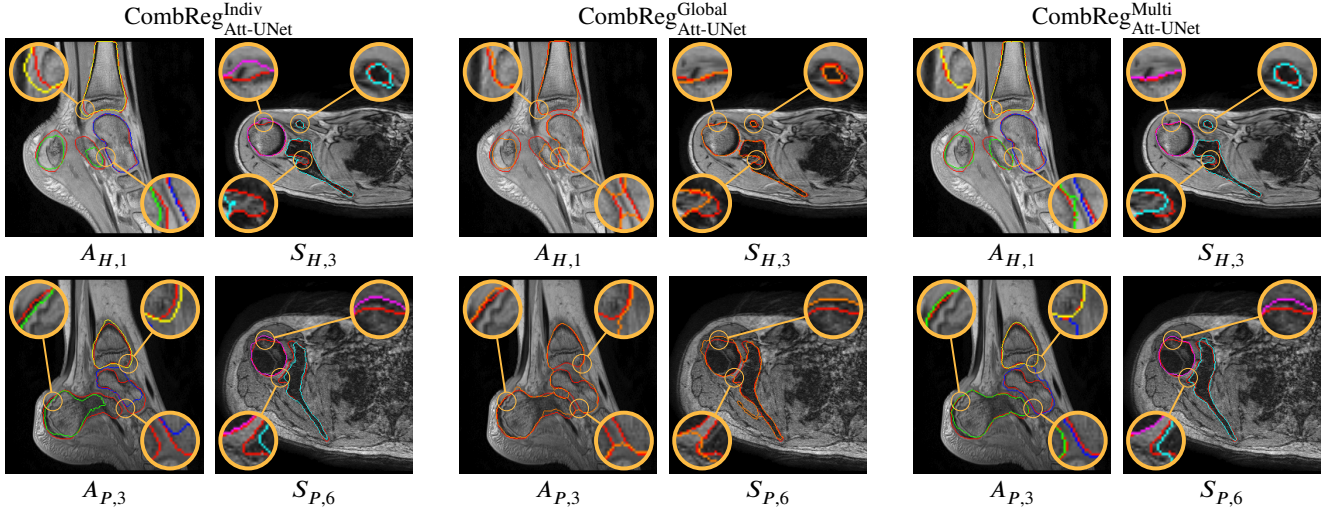 CombReg^Indiv_Att-UNet CombReg^Global_Att-UNet CombReg^Multi_Att-UNet
A_H,1 S_H,3 A_H,1 S_H,3 A_H,1 S_H,3
A_P,3 S_P,6 A_P,3 S_P,6 A_P,3 S_P,6